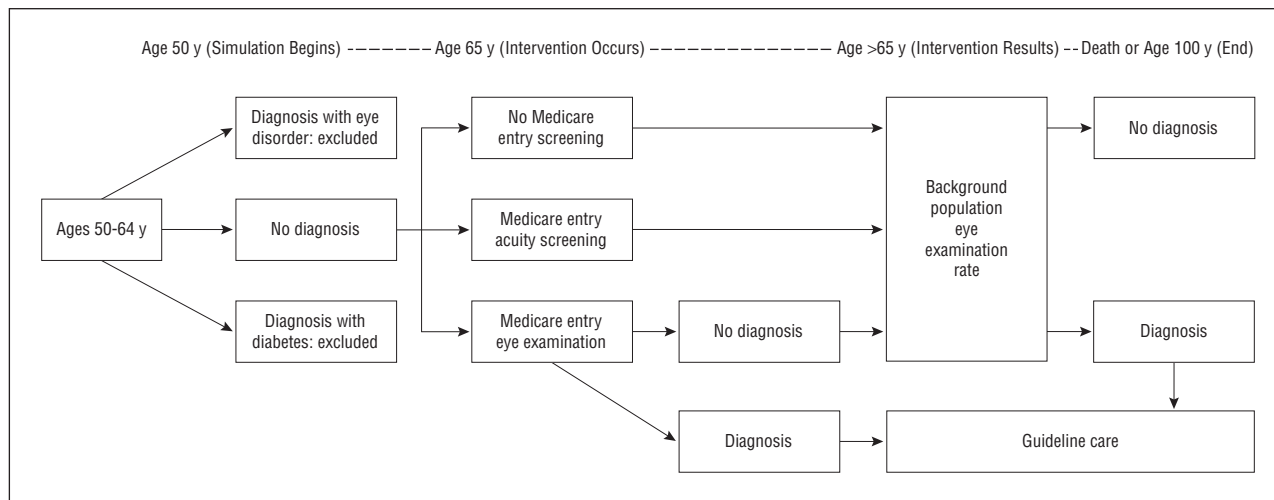 Age 50 y (Simulation Begins)
Age 65 y (Intervention Occurs)
Age >65 y (Intervention Results)
Death or Age 100 y (End)
Diagnosis with eye
disorder: excluded
No Medicare
entry screening
No diagnosis
Background
population
eye
examination
rate
Ages 50-64 y
No diagnosis
Medicare entry
acuity screening
Diagnosis with
diabetes: excluded
Medicare entry
eye examination
No diagnosis
Diagnosis
Diagnosis
Guideline care